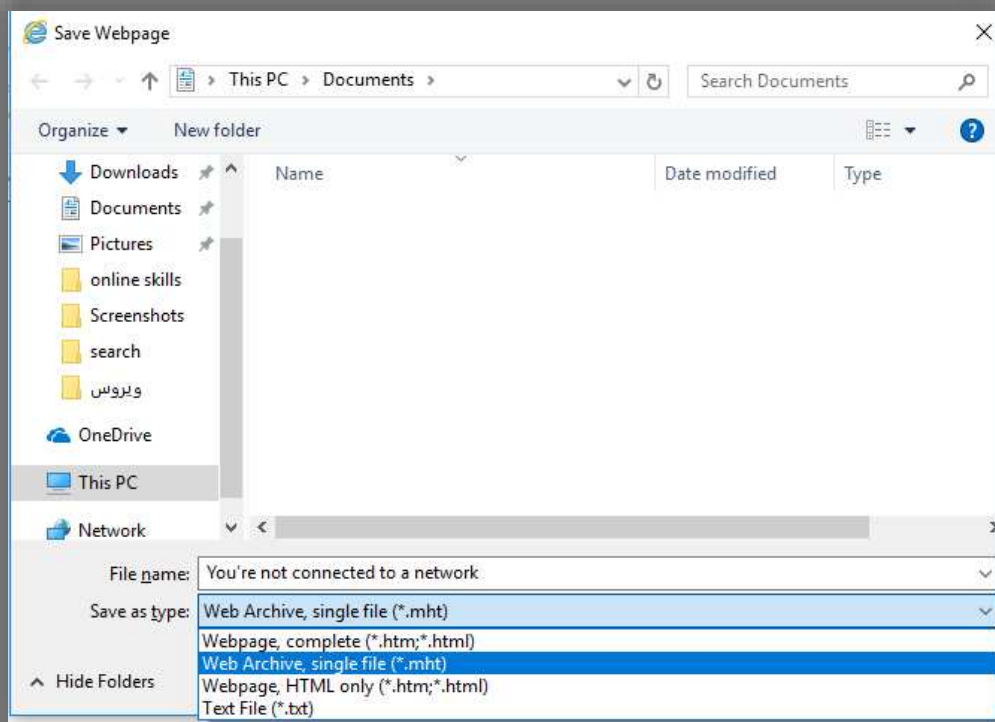 Save Webpage
This PC > Documents >
Search Documents
Organize
New folder
Name
Date modified
Type
Downloads
Documents
Pictures
online skills
Screenshots
search
ویروس
OneDrive
This PC
Network
File name: You're not connected to a network
Save as type: Web Archive, single file (*.mht)
Webpage, complete (*.htm;*.html)
Web Archive, single file (*.mht)
Webpage, HTML only (*.htm;*.html)
Text File (*.txt)
Hide Folders